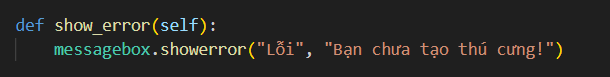 def show_error(self):
    messagebox.showerror("Lỗi", "Bạn chưa tạo thú cưng!")